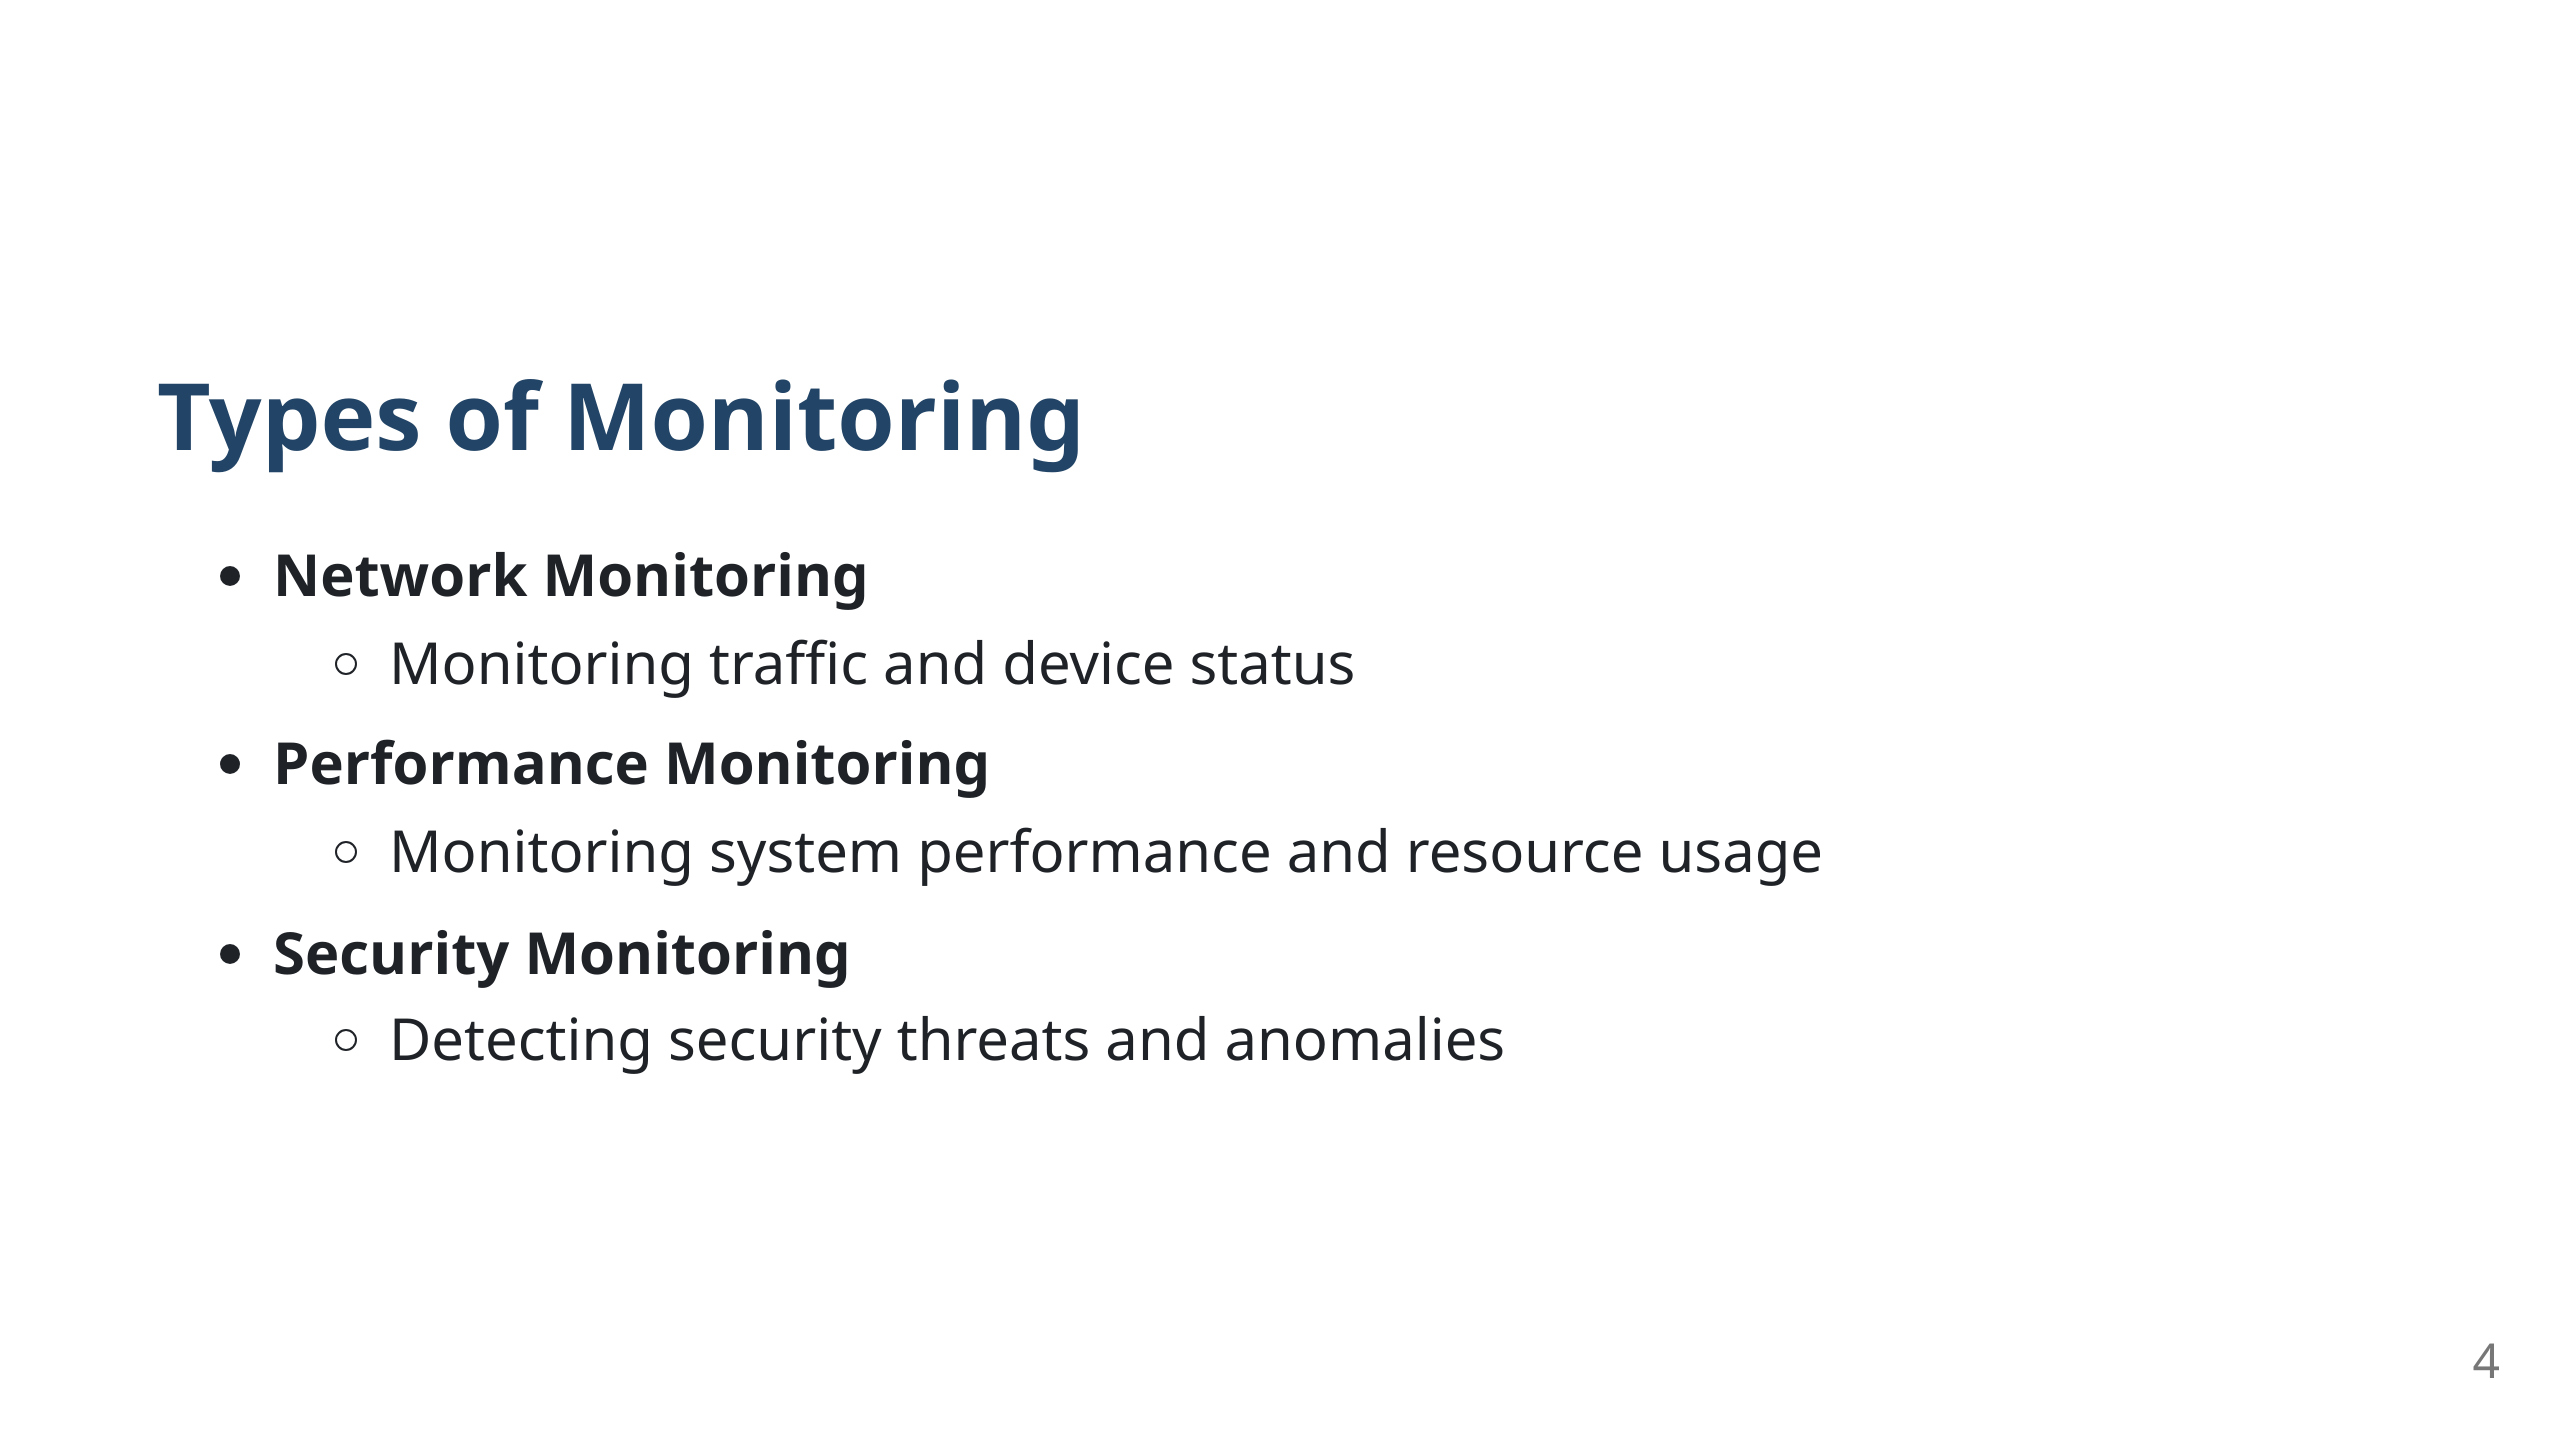 Types of Monitoring
• Network Monitoring
○ Monitoring traffic and device status
• Performance Monitoring
○ Monitoring system performance and resource usage
• Security Monitoring
○ Detecting security threats and anomalies
4